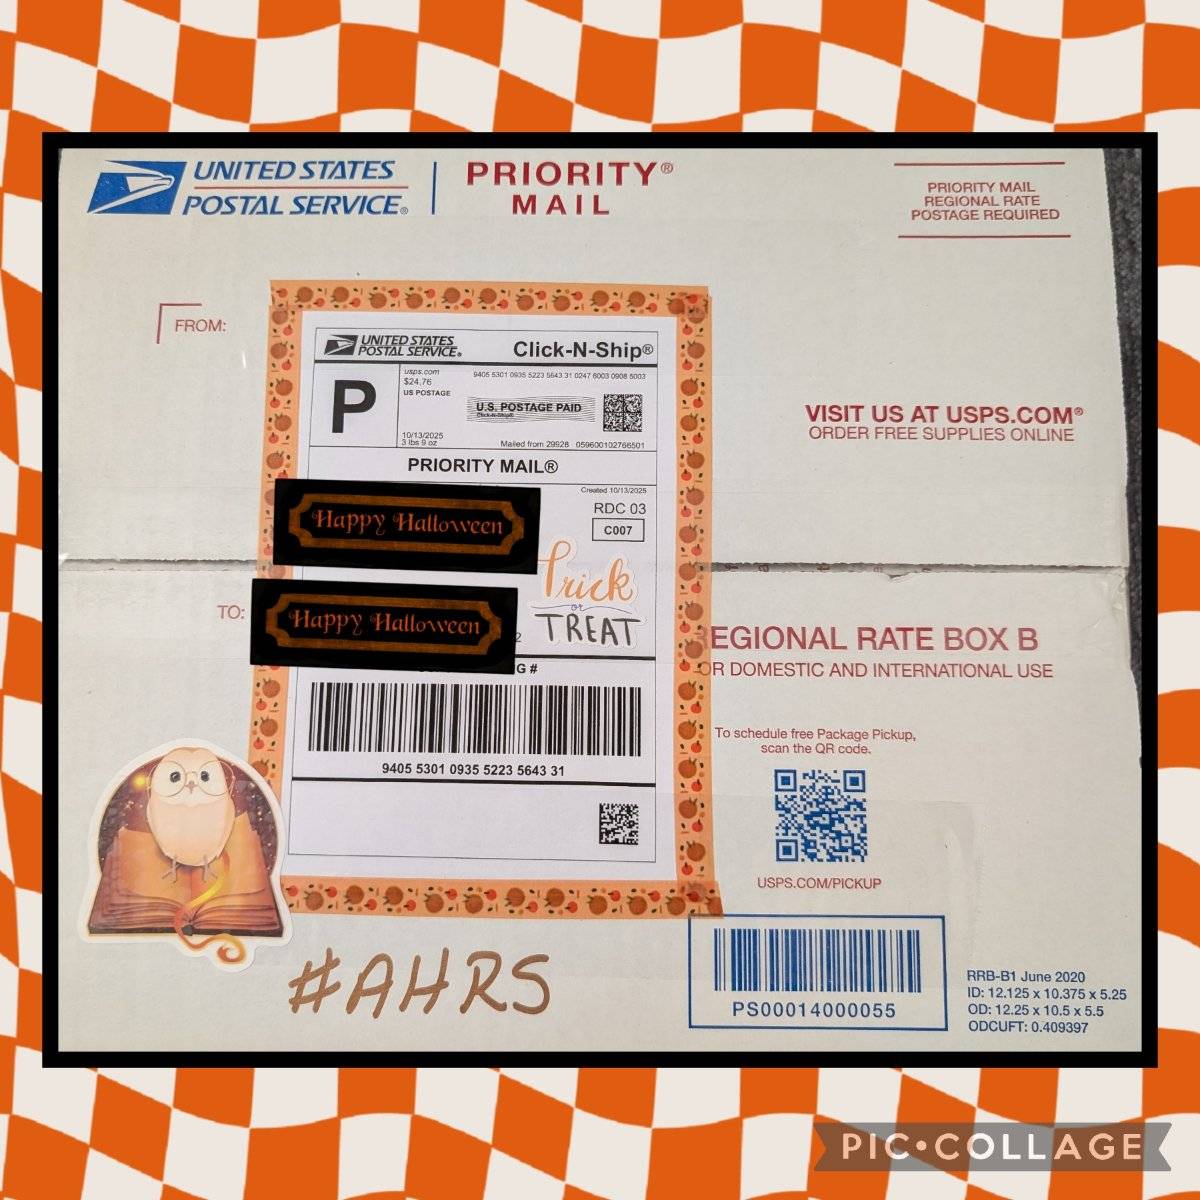 UNITED STATES
POSTAL SERVICE®
PRIORITY®
MAIL
PRIORITY MAIL
REGIONAL RATE
POSTAGE REQUIRED
FROM:
UNITED STATES
POSTAL SERVICE®
Click-N-Ship®
P
usps.com
$24.76
US POSTAGE
9405 5301 0935 5223 5643 31 0247 6003 0908 5003
U.S. POSTAGE PAID
Click-N-Ship®
10/13/2025
3 lbs 9 oz
Mailed from 29928 059600102766501
PRIORITY MAIL®
VISIT US AT USPS.COM®
ORDER FREE SUPPLIES ONLINE
Created 10/13/2025
RDC 03
C007
Happy Halloween
Trick
or
TREAT
TO:
Happy Halloween
2
G #
EGIONAL RATE BOX B
OR DOMESTIC AND INTERNATIONAL USE
9405 5301 0935 5223 5643 31
To schedule free Package Pickup,
scan the QR code.
USPS.COM/PICKUP
#AHRS
PS00014000055
RRB-B1 June 2020
ID: 12.125 x 10.375 x 5.25
OD: 12.25 x 10.5 x 5.5
ODCUFT: 0.409397
PIC•COLLAGE